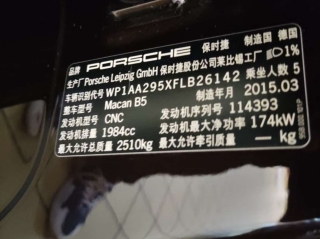 品牌 PORSCHE 保时捷 制造国 德国
生产厂 Porsche Leipzig GmbH 保时捷股份公司莱比锡工厂 1%
车辆识别代号 WP1AA295XFLB26142 乘坐人数 5
整车型号 Macan B5 制造年月 2015.03
发动机型号 CNC 发动机序列号 114393
发动机排量 1984cc 发动机最大净功率 174kW
最大允许总质量 2510kg 最大允许牵引质量 — kg